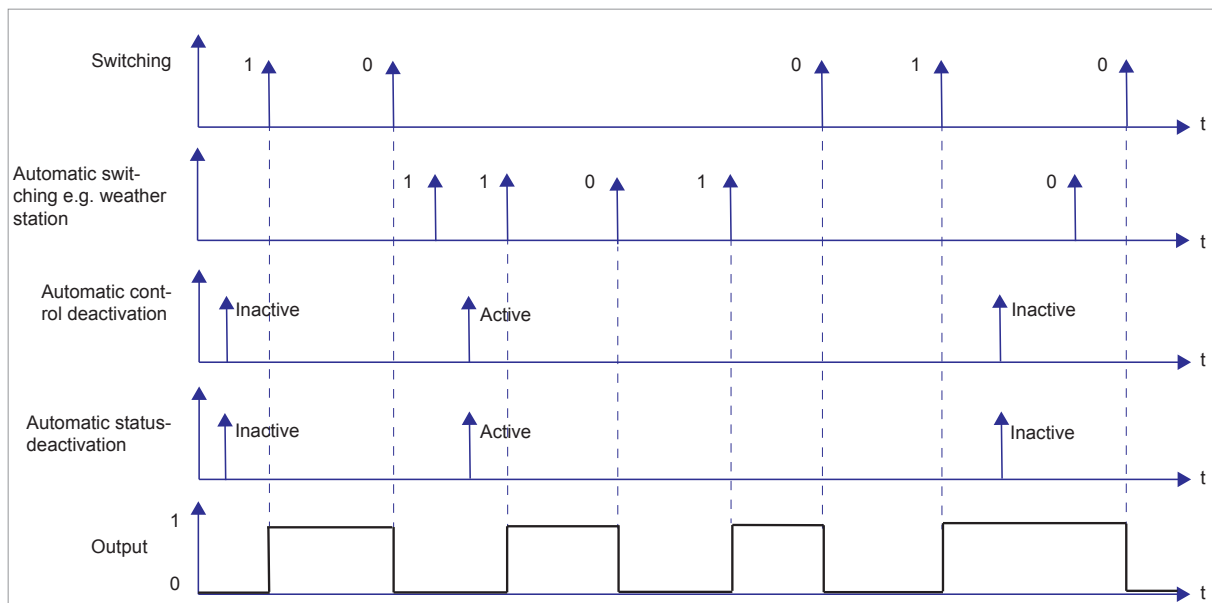 Switching
1 0 0 1 0
t
Automatic swit-
ching e.g. weather
station
1 1 0 1 0
t
Automatic cont-
rol deactivation
Inactive Active Inactive
t
Automatic status-
deactivation
Inactive Active Inactive
t
1
Output
0
t